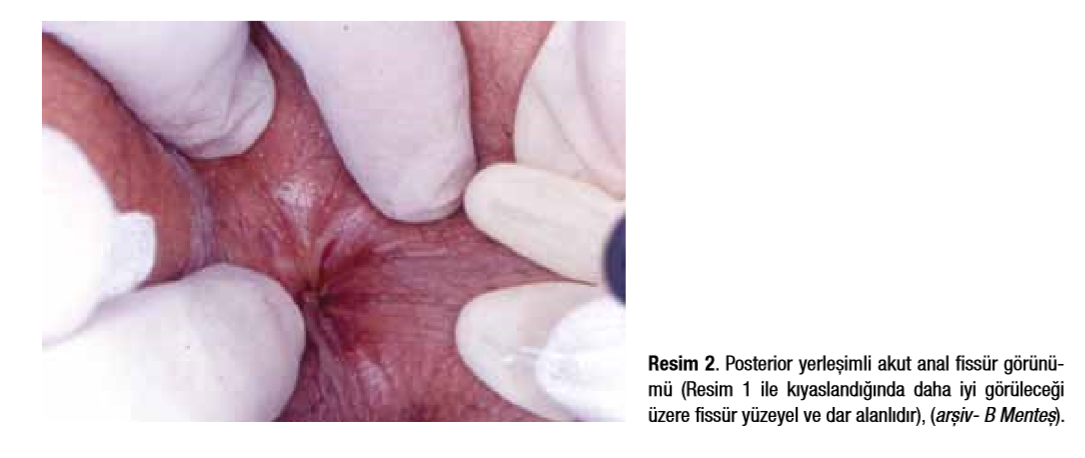 Resim 2. Posterior yerleşimli akut anal fissür görünü-
mü (Resim 1 ile kıyaslandığında daha iyi görüleceği
üzere fissür yüzeyel ve dar alanlıdır), (arşiv- B Menteş).